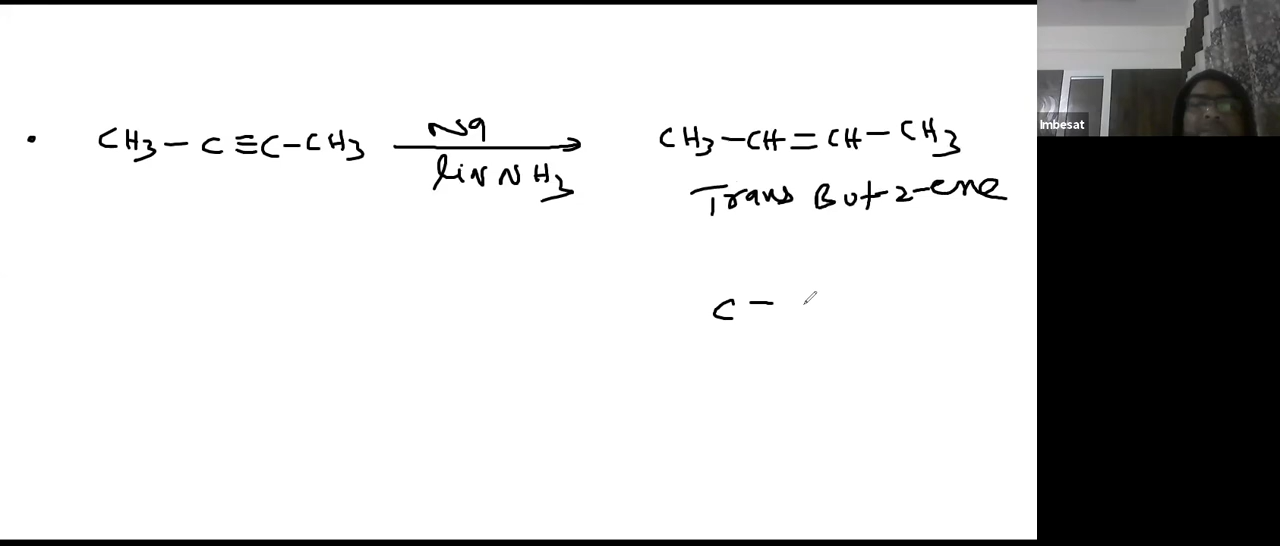 • CH3 - C ≡ C - CH3 Na CH3 - CH = CH - CH3
liq NH3
Trans But-2-ene
C -
Imbesat